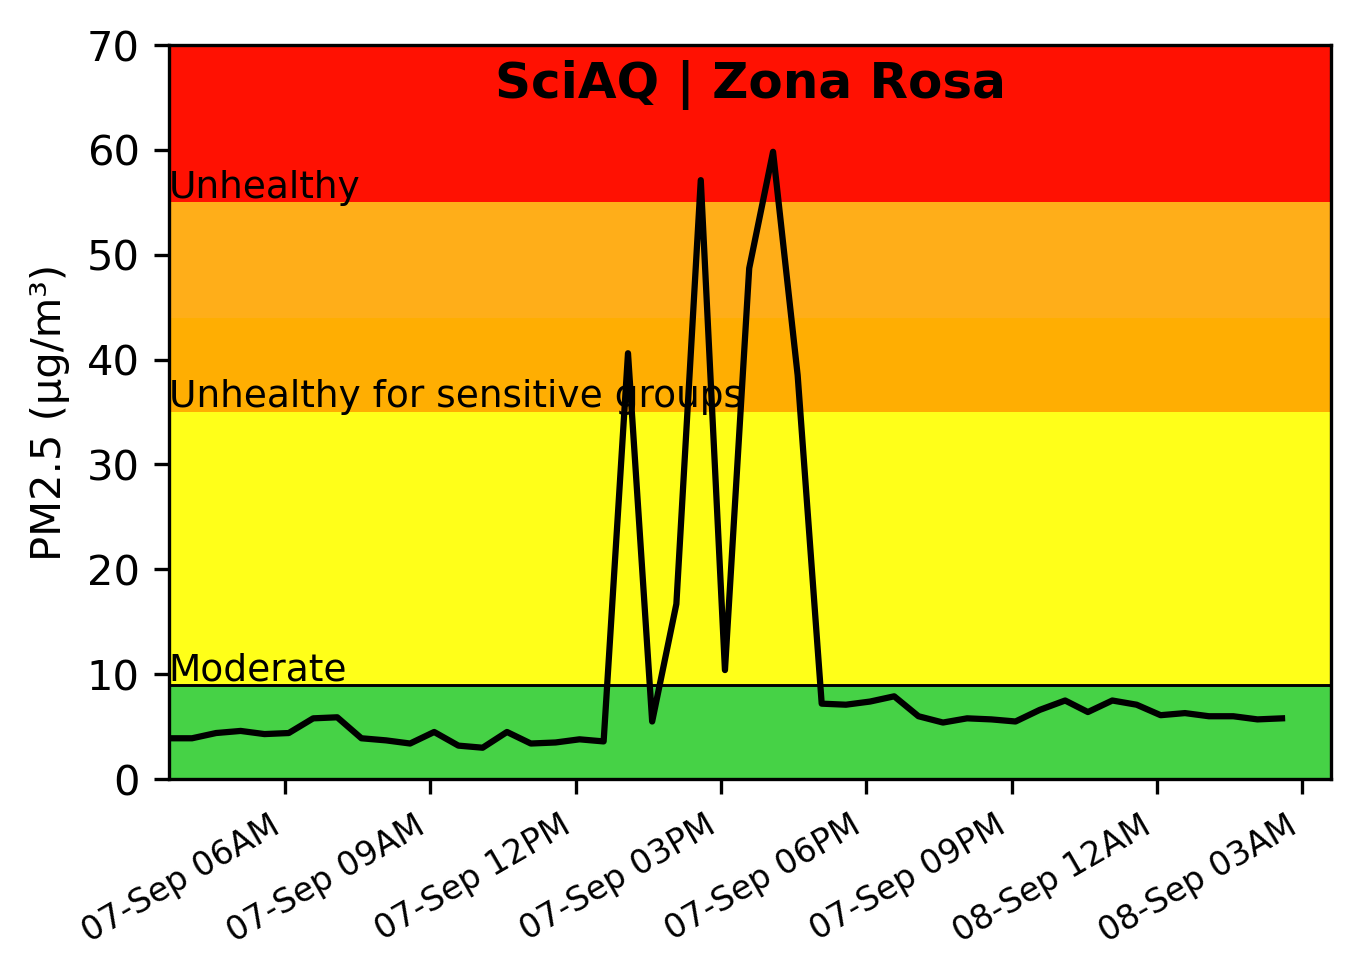 SciAQ | Zona Rosa
PM2.5 (µg/m³)
70
60
50
40
30
20
10
0
Unhealthy
Unhealthy for sensitive groups
Moderate
07-Sep 06AM
07-Sep 09AM
07-Sep 12PM
07-Sep 03PM
07-Sep 06PM
07-Sep 09PM
08-Sep 12AM
08-Sep 03AM